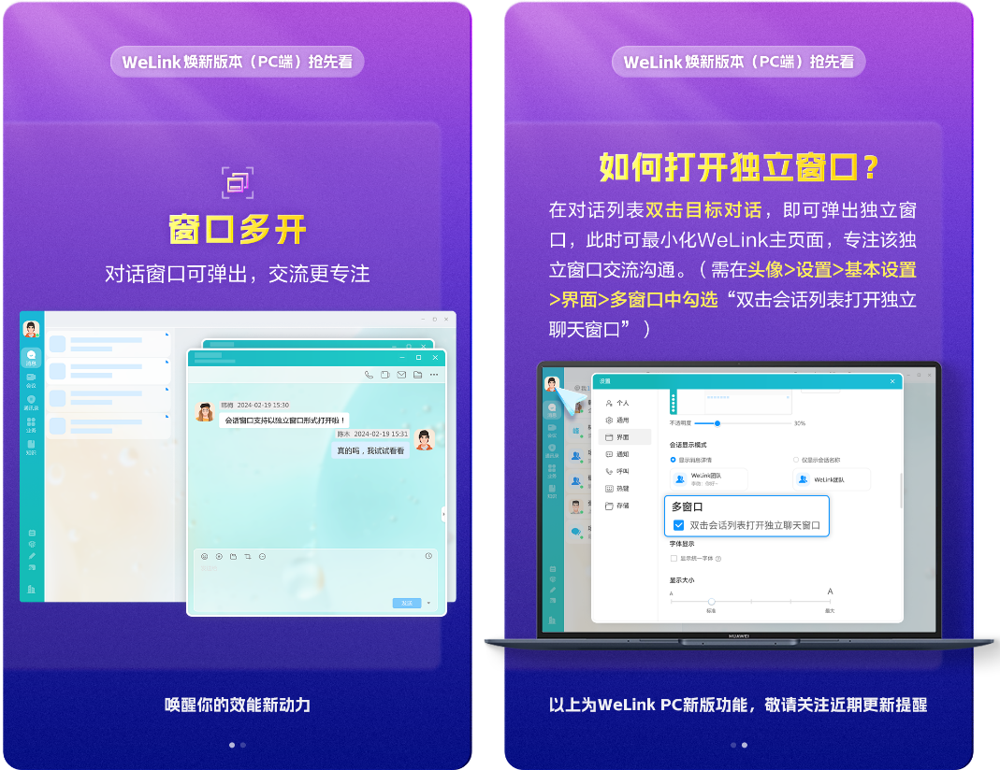 WeLink焕新版本（PC端）抢先看
窗口多开
对话窗口可弹出，交流更专注
消息
会议
通讯录
业务
知识
韩梅 2024-02-19 15:30
会话窗口支持以独立窗口形式打开啦！
陈木 2024-02-19 15:31
真的吗，我试试看看
发送
唤醒你的效能新动力
WeLink焕新版本（PC端）抢先看
如何打开独立窗口？
在对话列表双击目标对话，即可弹出独立窗
口，此时可最小化WeLink主页面，专注该独
立窗口交流沟通。（需在头像>设置>基本设置
>界面>多窗口中勾选“双击会话列表打开独立
聊天窗口”）
设置
个人
通用
界面
通知
呼叫
热键
存储
不透明度
30%
会话显示模式
显示消息详情
仅显示会话名称
WeLink团队
WeLink团队
多窗口
双击会话列表打开独立聊天窗口
字体显示
显示统一字体
显示大小
A
A
标准
最大
HUAWEI
以上为WeLink PC新版功能，敬请关注近期更新提醒